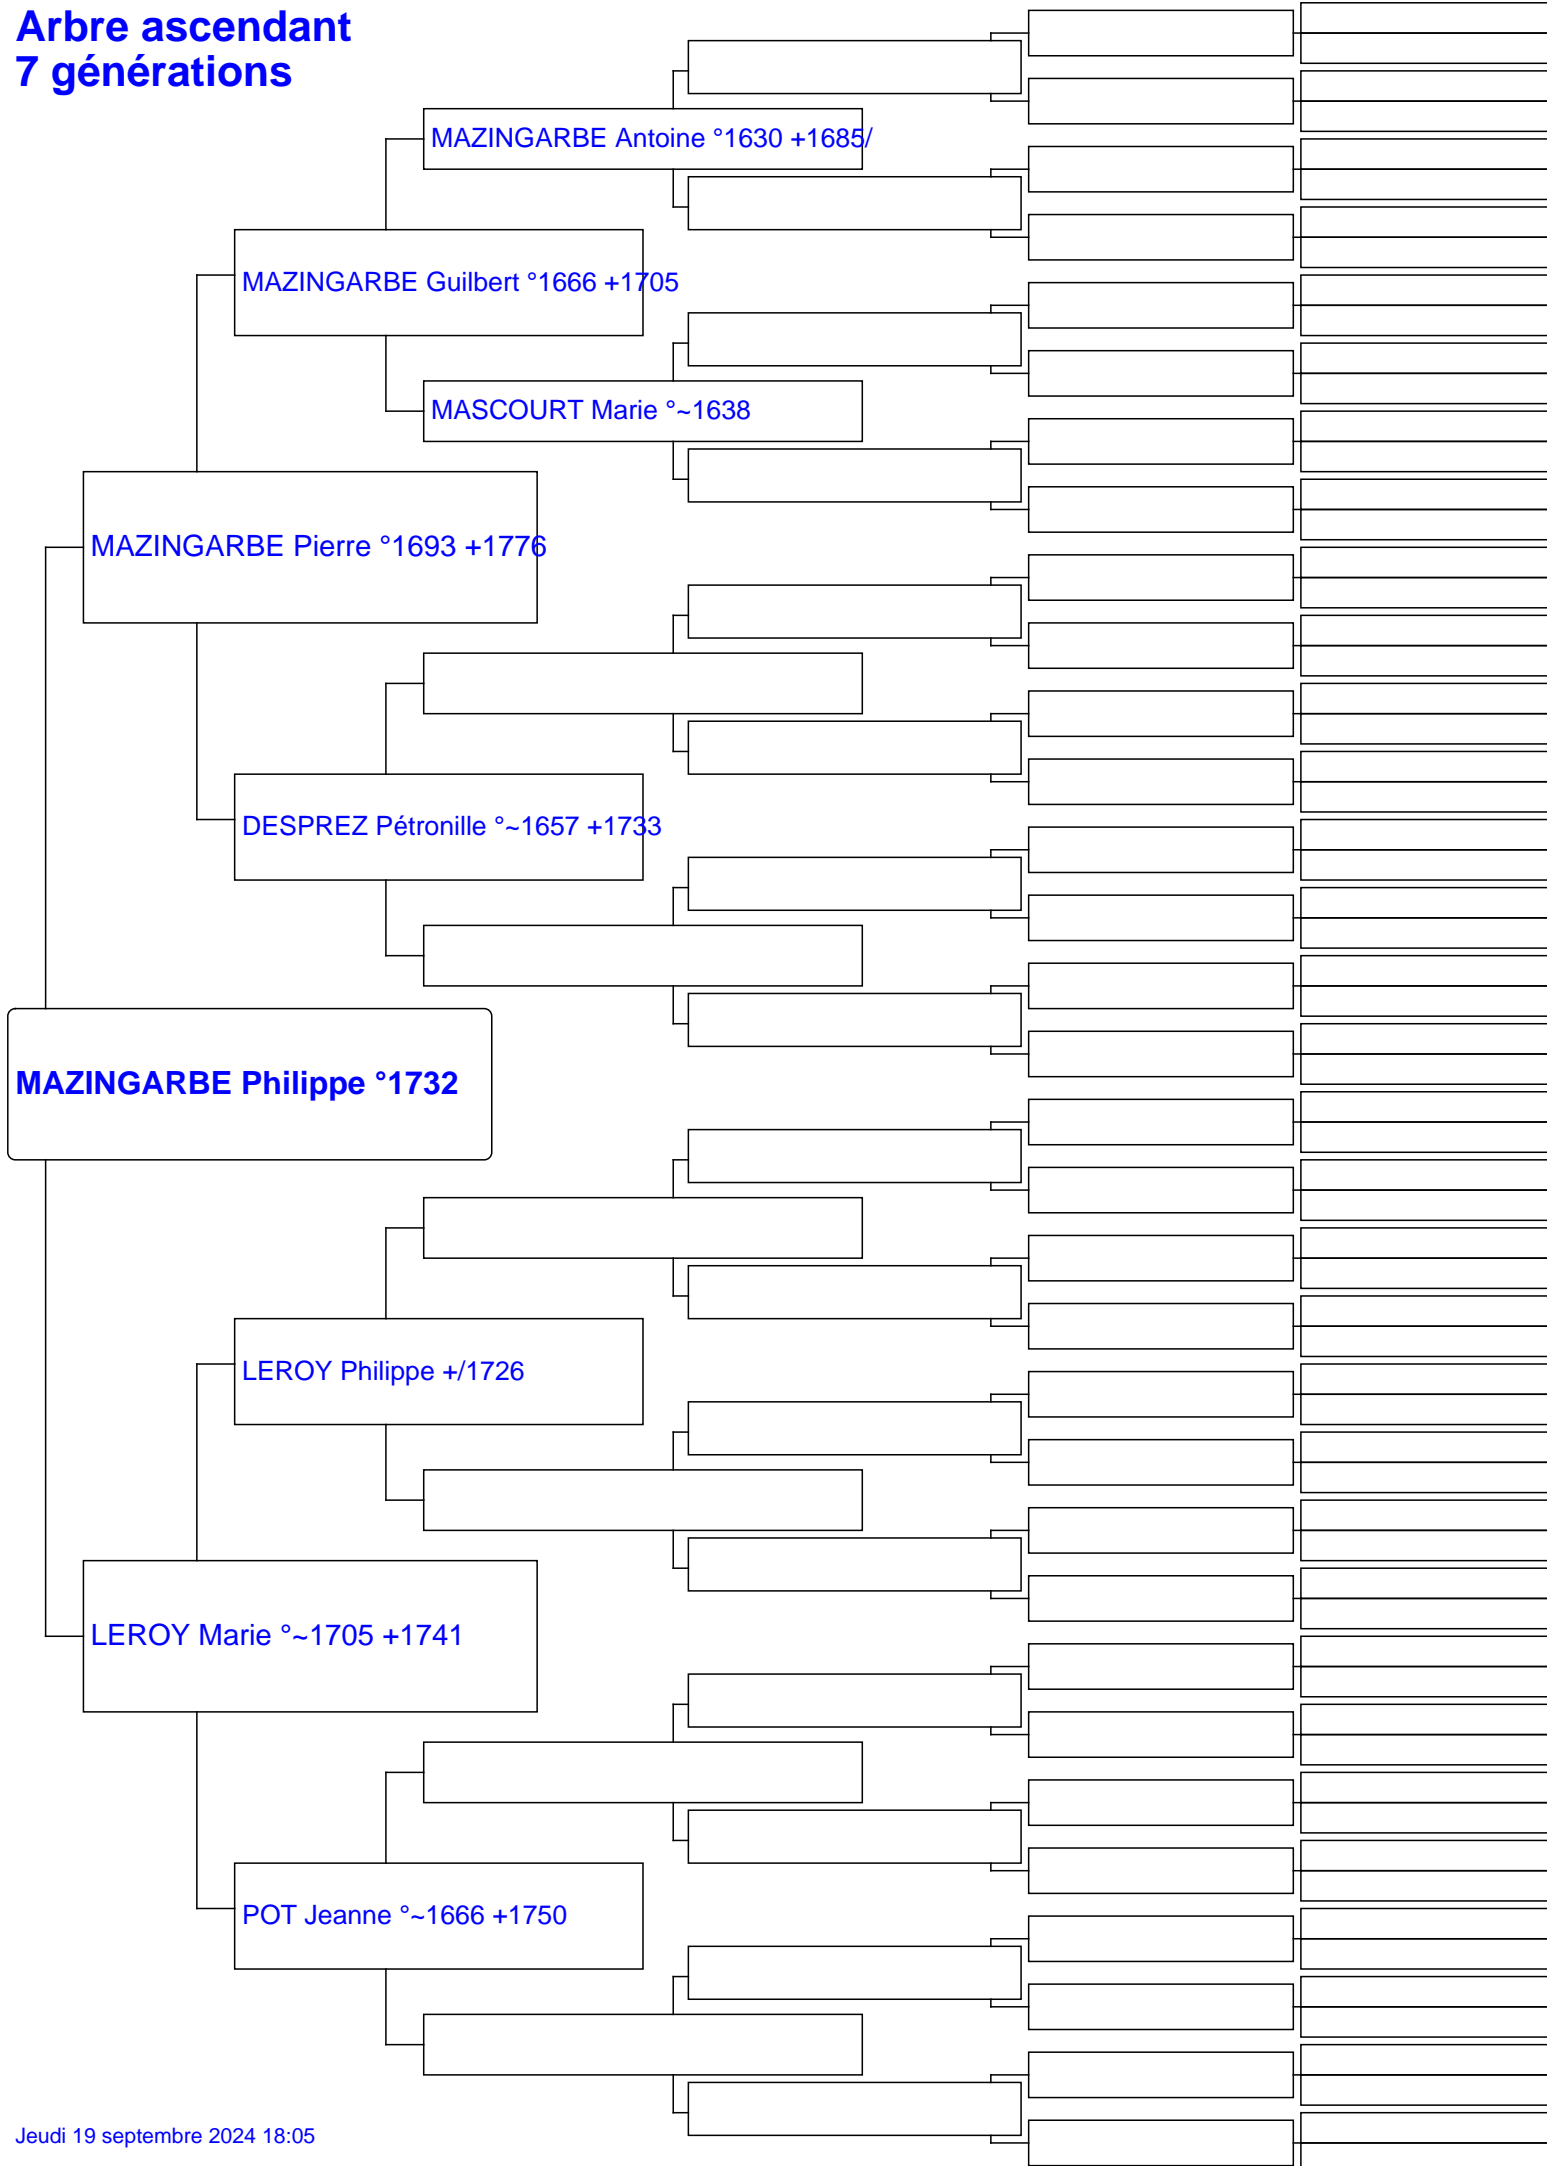 Arbre ascendant
7 générations
MAZINGARBE Antoine °1630 +1685/
MAZINGARBE Guilbert °1666 +1705
MASCOURT Marie °~1638
MAZINGARBE Pierre °1693 +1776
DESPREZ Pétronille °~1657 +1733
MAZINGARBE Philippe °1732
LEROY Philippe +/1726
LEROY Marie °~1705 +1741
POT Jeanne °~1666 +1750
Jeudi 19 septembre 2024 18:05